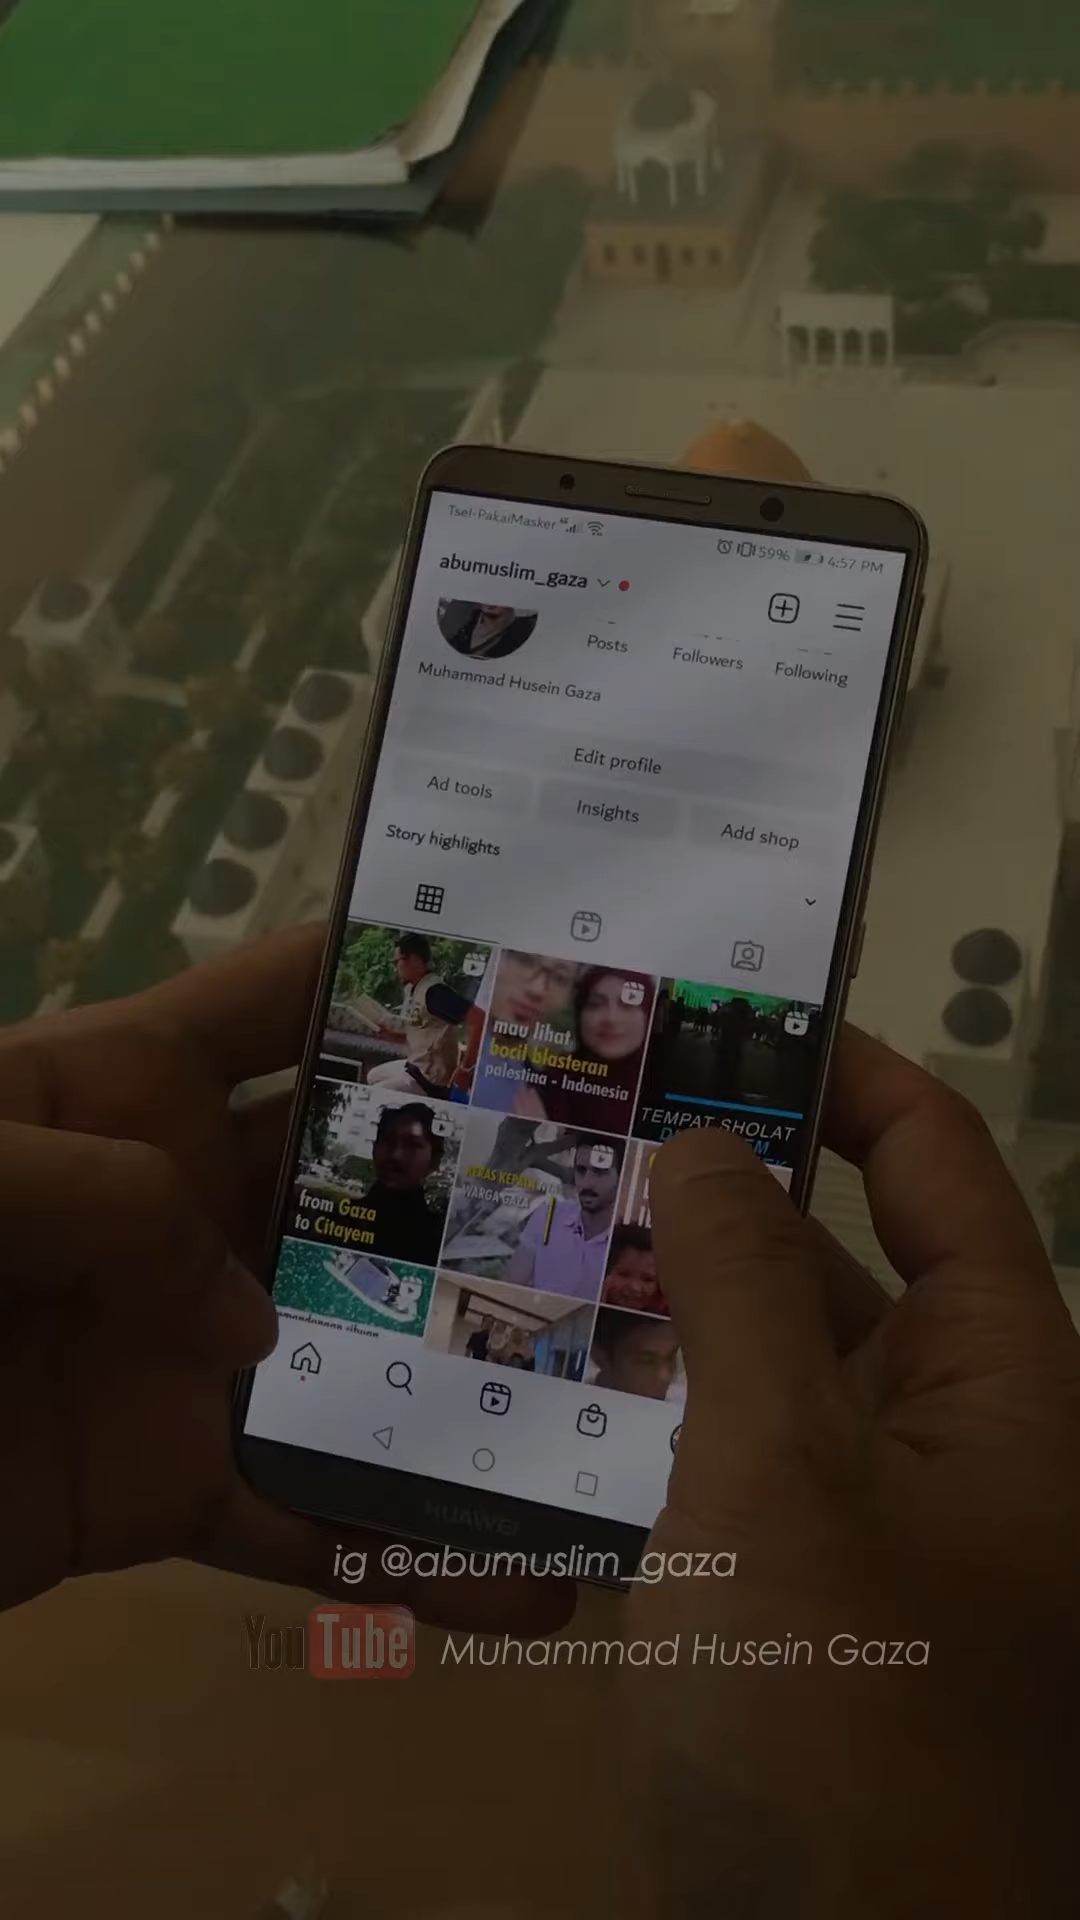 Tsel-PakaiMasker
59% 4:57 PM
abumuslim_gaza
Posts
Followers
Following
Muhammad Husein Gaza
Edit profile
Ad tools
Insights
Add shop
Story highlights
mau lihat
bocil blasteran
palestina - Indonesia
TEMPAT SHOLAT
from Gaza
to Citayem
KERAS KEPALANYA
WARGA GAZA
HUAWEI
ig @abumuslim_gaza
YouTube Muhammad Husein Gaza